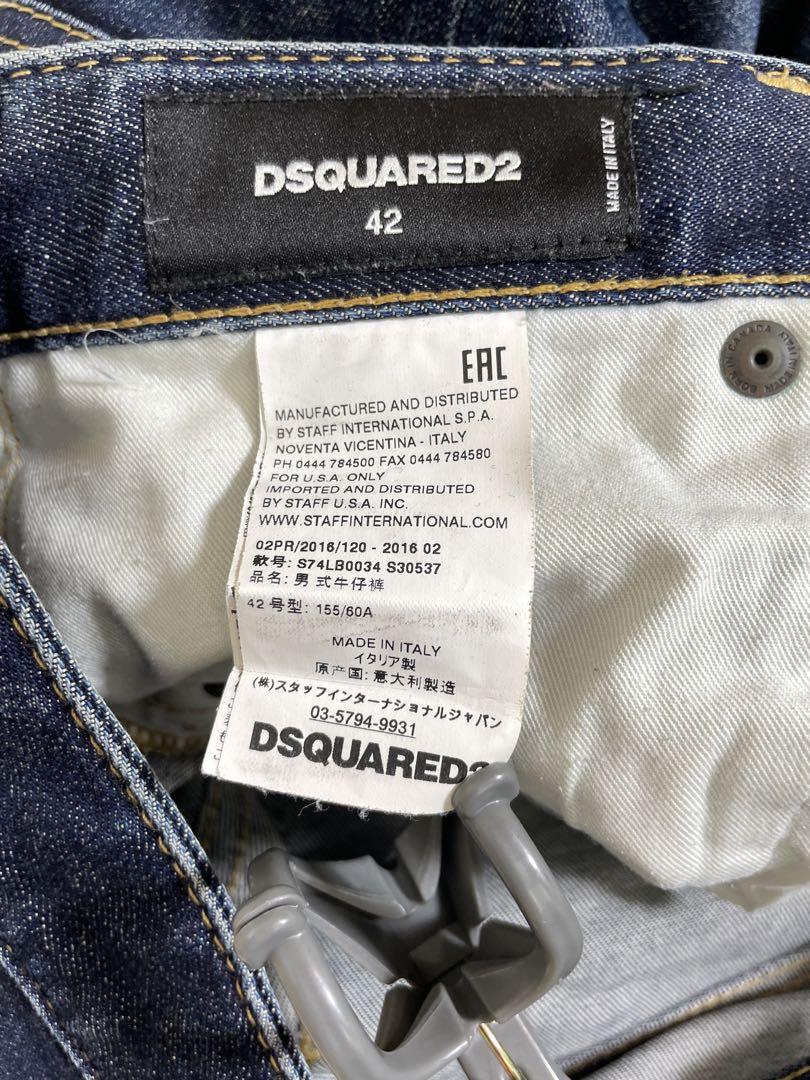 DSQUARED2
42
MADE IN ITALY
EAC
MANUFACTURED AND DISTRIBUTED
BY STAFF INTERNATIONAL S.P.A.
NOVENTA VICENTINA - ITALY
PH 0444 784500 FAX 0444 784580
FOR U.S.A. ONLY
IMPORTED AND DISTRIBUTED
BY STAFF U.S.A. INC.
WWW.STAFFINTERNATIONAL.COM
02PR/2016/120 - 2016 02
款号: S74LB0034 S30537
品名: 男式牛仔裤
42 号型: 155/60A
MADE IN ITALY
イタリア製
原产国: 意大利製造
(株)スタッフインターナショナルジャパン
03-5794-9931
DSQUARED2
BORN IN CANADA